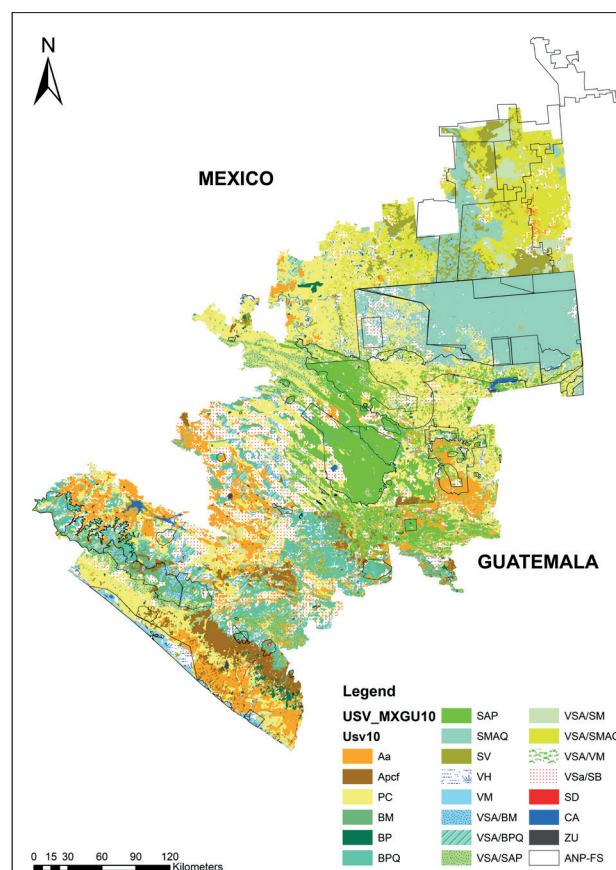 N
MEXICO
GUATEMALA
Legend
USV_MXGU10
Usv10
Aa
Apcf
PC
BM
BP
BPQ
SAP
SMAQ
SV
VH
VM
VSA/BM
VSA/BPQ
VSA/SAP
VSA/SM
VSA/SMAQ
VSA/VM
VSa/SB
SD
CA
ZU
ANP-FS
0 15 30 60 90 120
Kilometers